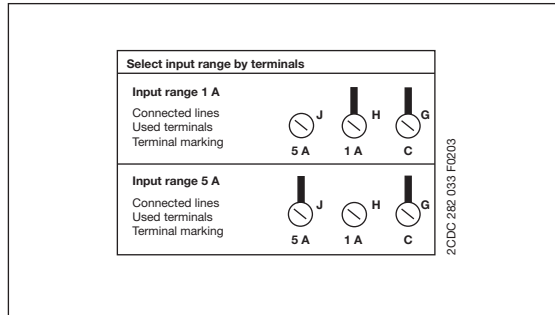 Select input range by terminals
Input range 1 A
Connected lines
Used terminals
Terminal marking
J H G
5 A 1 A C
Input range 5 A
Connected lines
Used terminals
Terminal marking
J H G
5 A 1 A C
2CDC 282 033 F0203